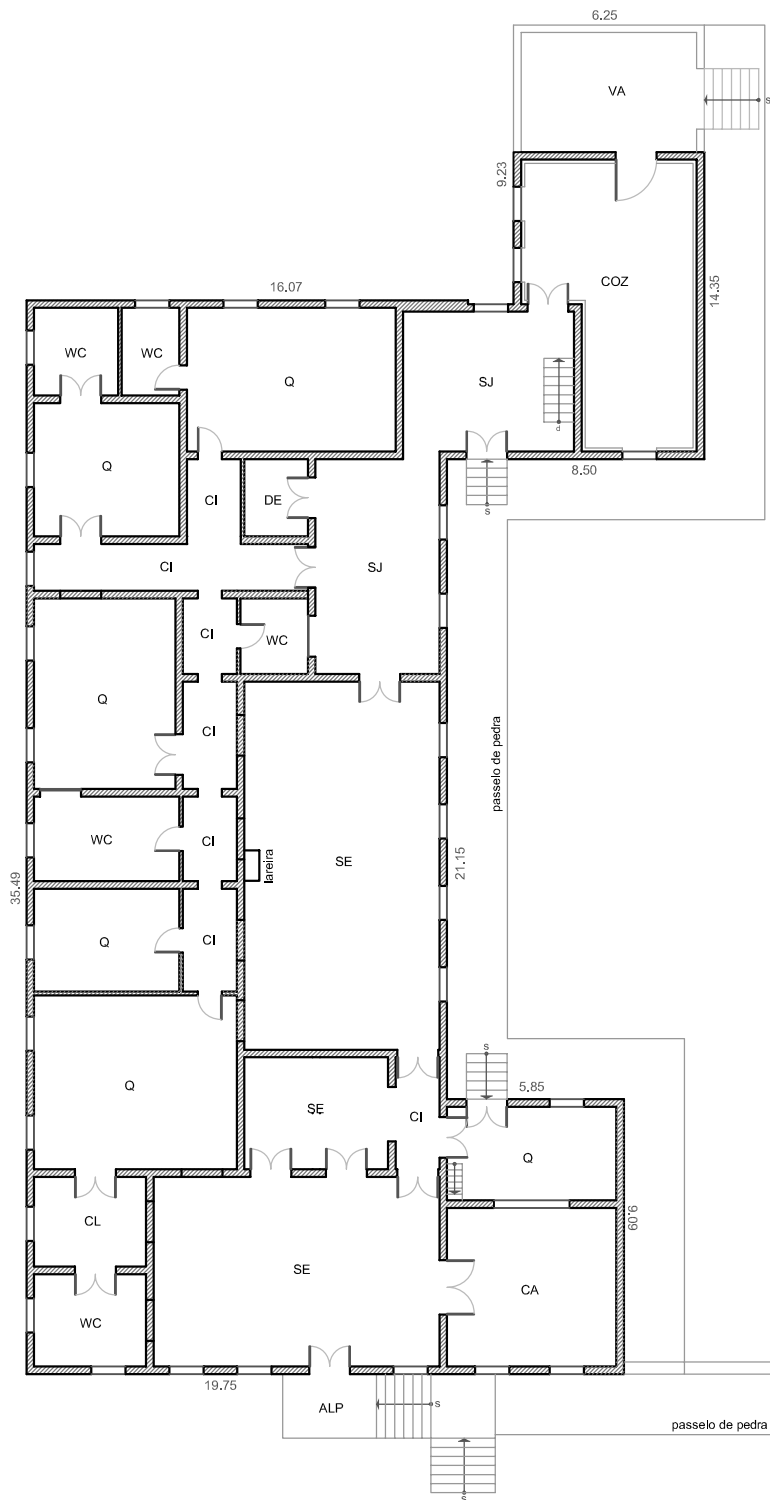 6.25
VA
s
9.23
COZ
14.35
16.07
WC
WC
Q
SJ
d
Q
CI
DE
8.50
s
CI
SJ
CI
WC
Q
CI
passeio de pedra
WC
CI
lareira
SE
21.15
35.49
Q
CI
s
5.85
Q
SE
CI
Q
CL
9.09
SE
CA
WC
19.75
ALP
s
passeio de pedra
s